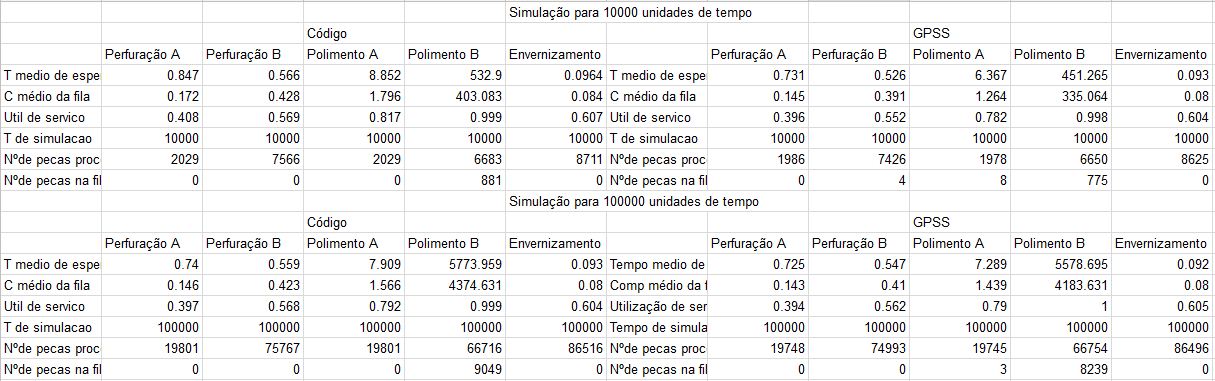 Simulação para 10000 unidades de tempo
Código GPSS
Perfuração A Perfuração B Polimento A Polimento B Envernizamento Perfuração A Perfuração B Polimento A Polimento B Envernizamento
T medio de espe 0.847 0.566 8.852 532.9 0.0964 T medio de espe 0.731 0.526 6.367 451.265 0.093
C médio da fila 0.172 0.428 1.796 403.083 0.084 C médio da fila 0.145 0.391 1.264 335.064 0.08
Util de servico 0.408 0.569 0.817 0.999 0.607 Util de servico 0.396 0.552 0.782 0.998 0.604
T de simulacao 10000 10000 10000 10000 10000 T de simulacao 10000 10000 10000 10000 10000
Nºde pecas proc 2029 7566 2029 6683 8711 Nºde pecas proc 1986 7426 1978 6650 8625
Nºde pecas na fil 0 0 0 881 0 Nºde pecas na fil 0 4 8 775 0
Simulação para 100000 unidades de tempo
Código GPSS
Perfuração A Perfuração B Polimento A Polimento B Envernizamento Perfuração A Perfuração B Polimento A Polimento B Envernizamento
T medio de espe 0.74 0.559 7.909 5773.959 0.093 Tempo medio de 0.725 0.547 7.289 5578.695 0.092
C médio da fila 0.146 0.423 1.566 4374.631 0.08 Comp médio da f 0.143 0.41 1.439 4183.631 0.08
Util de servico 0.397 0.568 0.792 0.999 0.604 Utilização de ser 0.394 0.562 0.79 1 0.605
T de simulacao 100000 100000 100000 100000 100000 Tempo de simula 100000 100000 100000 100000 100000
Nºde pecas proc 19801 75767 19801 66716 86516 Nºde pecas proc 19748 74993 19745 66754 86496
Nºde pecas na fil 0 0 0 9049 0 Nºde pecas na fil 0 0 3 8239 0